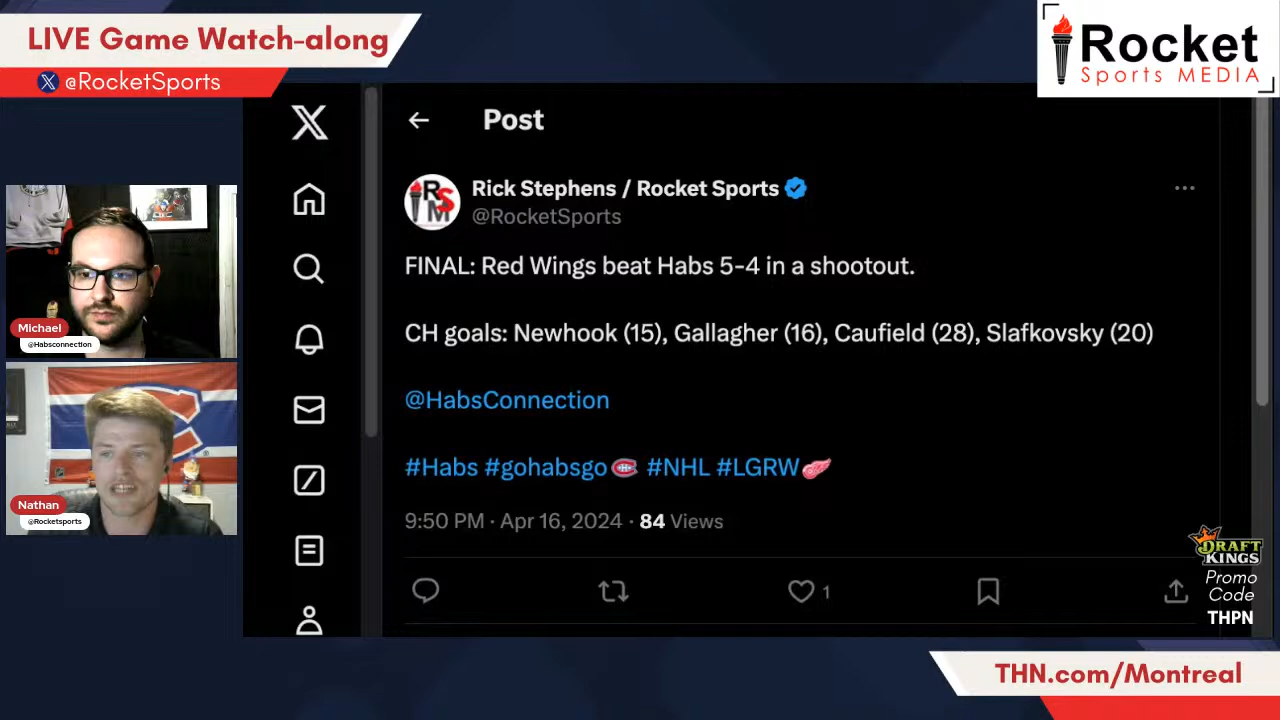 LIVE Game Watch-along
@RocketSports
Rocket
Sports MEDIA
Post
Rick Stephens / Rocket Sports
@RocketSports
FINAL: Red Wings beat Habs 5-4 in a shootout.
CH goals: Newhook (15), Gallagher (16), Caufield (28), Slafkovsky (20)
@HabsConnection
#Habs #gohabsgo #NHL #LGRW
9:50 PM · Apr 16, 2024 · 84 Views
1
RSM
Michael
@Habsconnection
Nathan
@Rocketsports
DRAFT
KINGS
Promo
Code
THPN
THN.com/Montreal